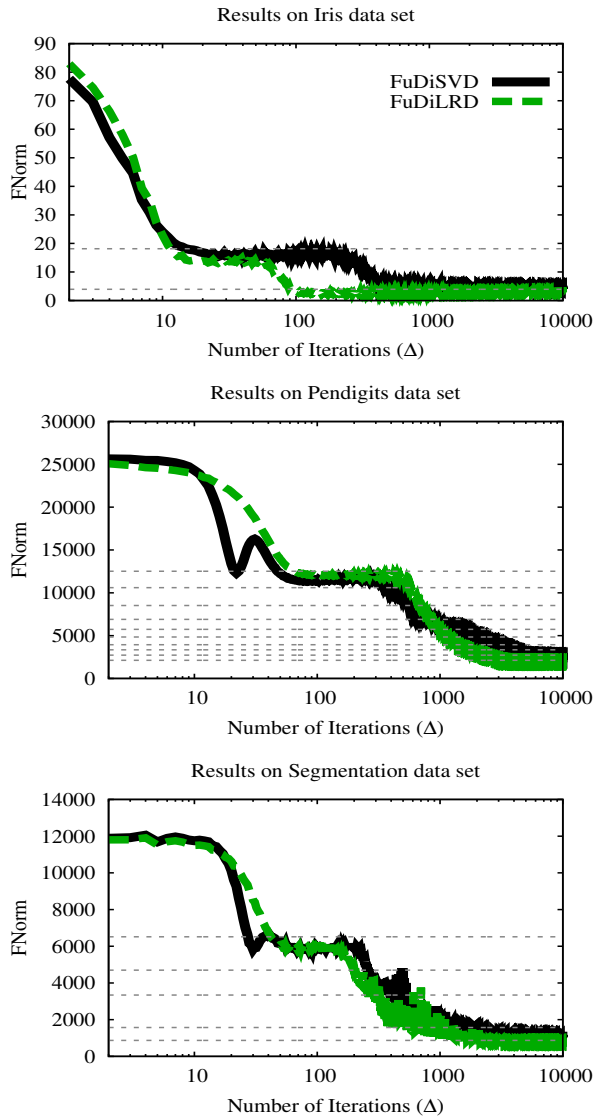 Results on Iris data set
90
80
70
60
50
40
30
20
10
0
FNorm
FuDiSVD
FuDiLRD
10 100 1000 10000
Number of Iterations (Δ)
Results on Pendigits data set
30000
25000
20000
15000
10000
5000
0
FNorm
10 100 1000 10000
Number of Iterations (Δ)
Results on Segmentation data set
14000
12000
10000
8000
6000
4000
2000
0
FNorm
10 100 1000 10000
Number of Iterations (Δ)